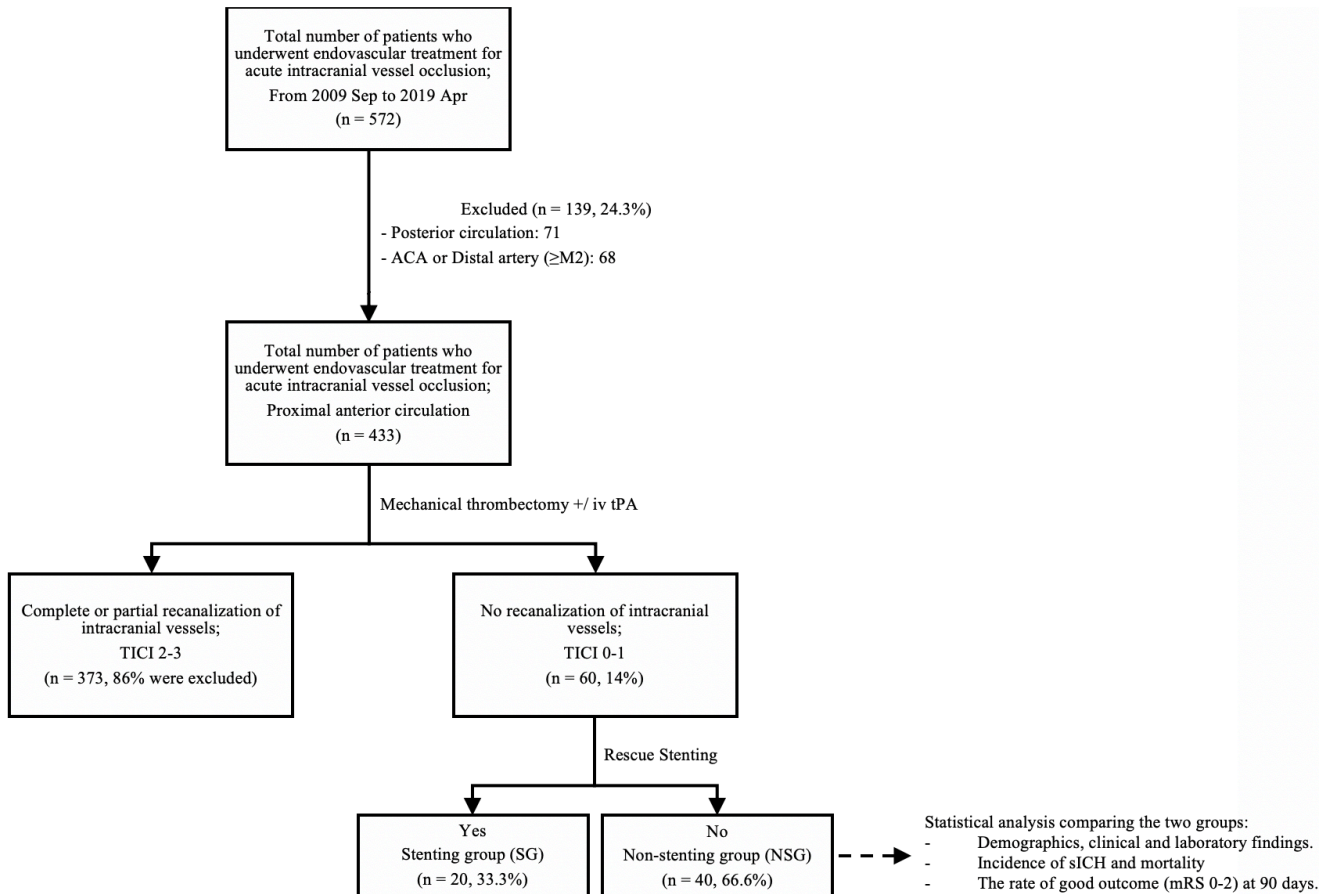 Total number of patients who
underwent endovascular treatment for
acute intracranial vessel occlusion;
From 2009 Sep to 2019 Apr
(n = 572)
Excluded (n = 139, 24.3%)
- Posterior circulation: 71
- ACA or Distal artery (≥M2): 68
Total number of patients who
underwent endovascular treatment for
acute intracranial vessel occlusion;
Proximal anterior circulation
(n = 433)
Mechanical thrombectomy +/ iv tPA
Complete or partial recanalization of
intracranial vessels;
TICI 2-3
(n = 373, 86% were excluded)
No recanalization of intracranial
vessels;
TICI 0-1
(n = 60, 14%)
Rescue Stenting
Yes
Stenting group (SG)
(n = 20, 33.3%)
No
Non-stenting group (NSG)
(n = 40, 66.6%)
Statistical analysis comparing the two groups:
- Demographics, clinical and laboratory findings.
- Incidence of sICH and mortality
- The rate of good outcome (mRS 0-2) at 90 days.